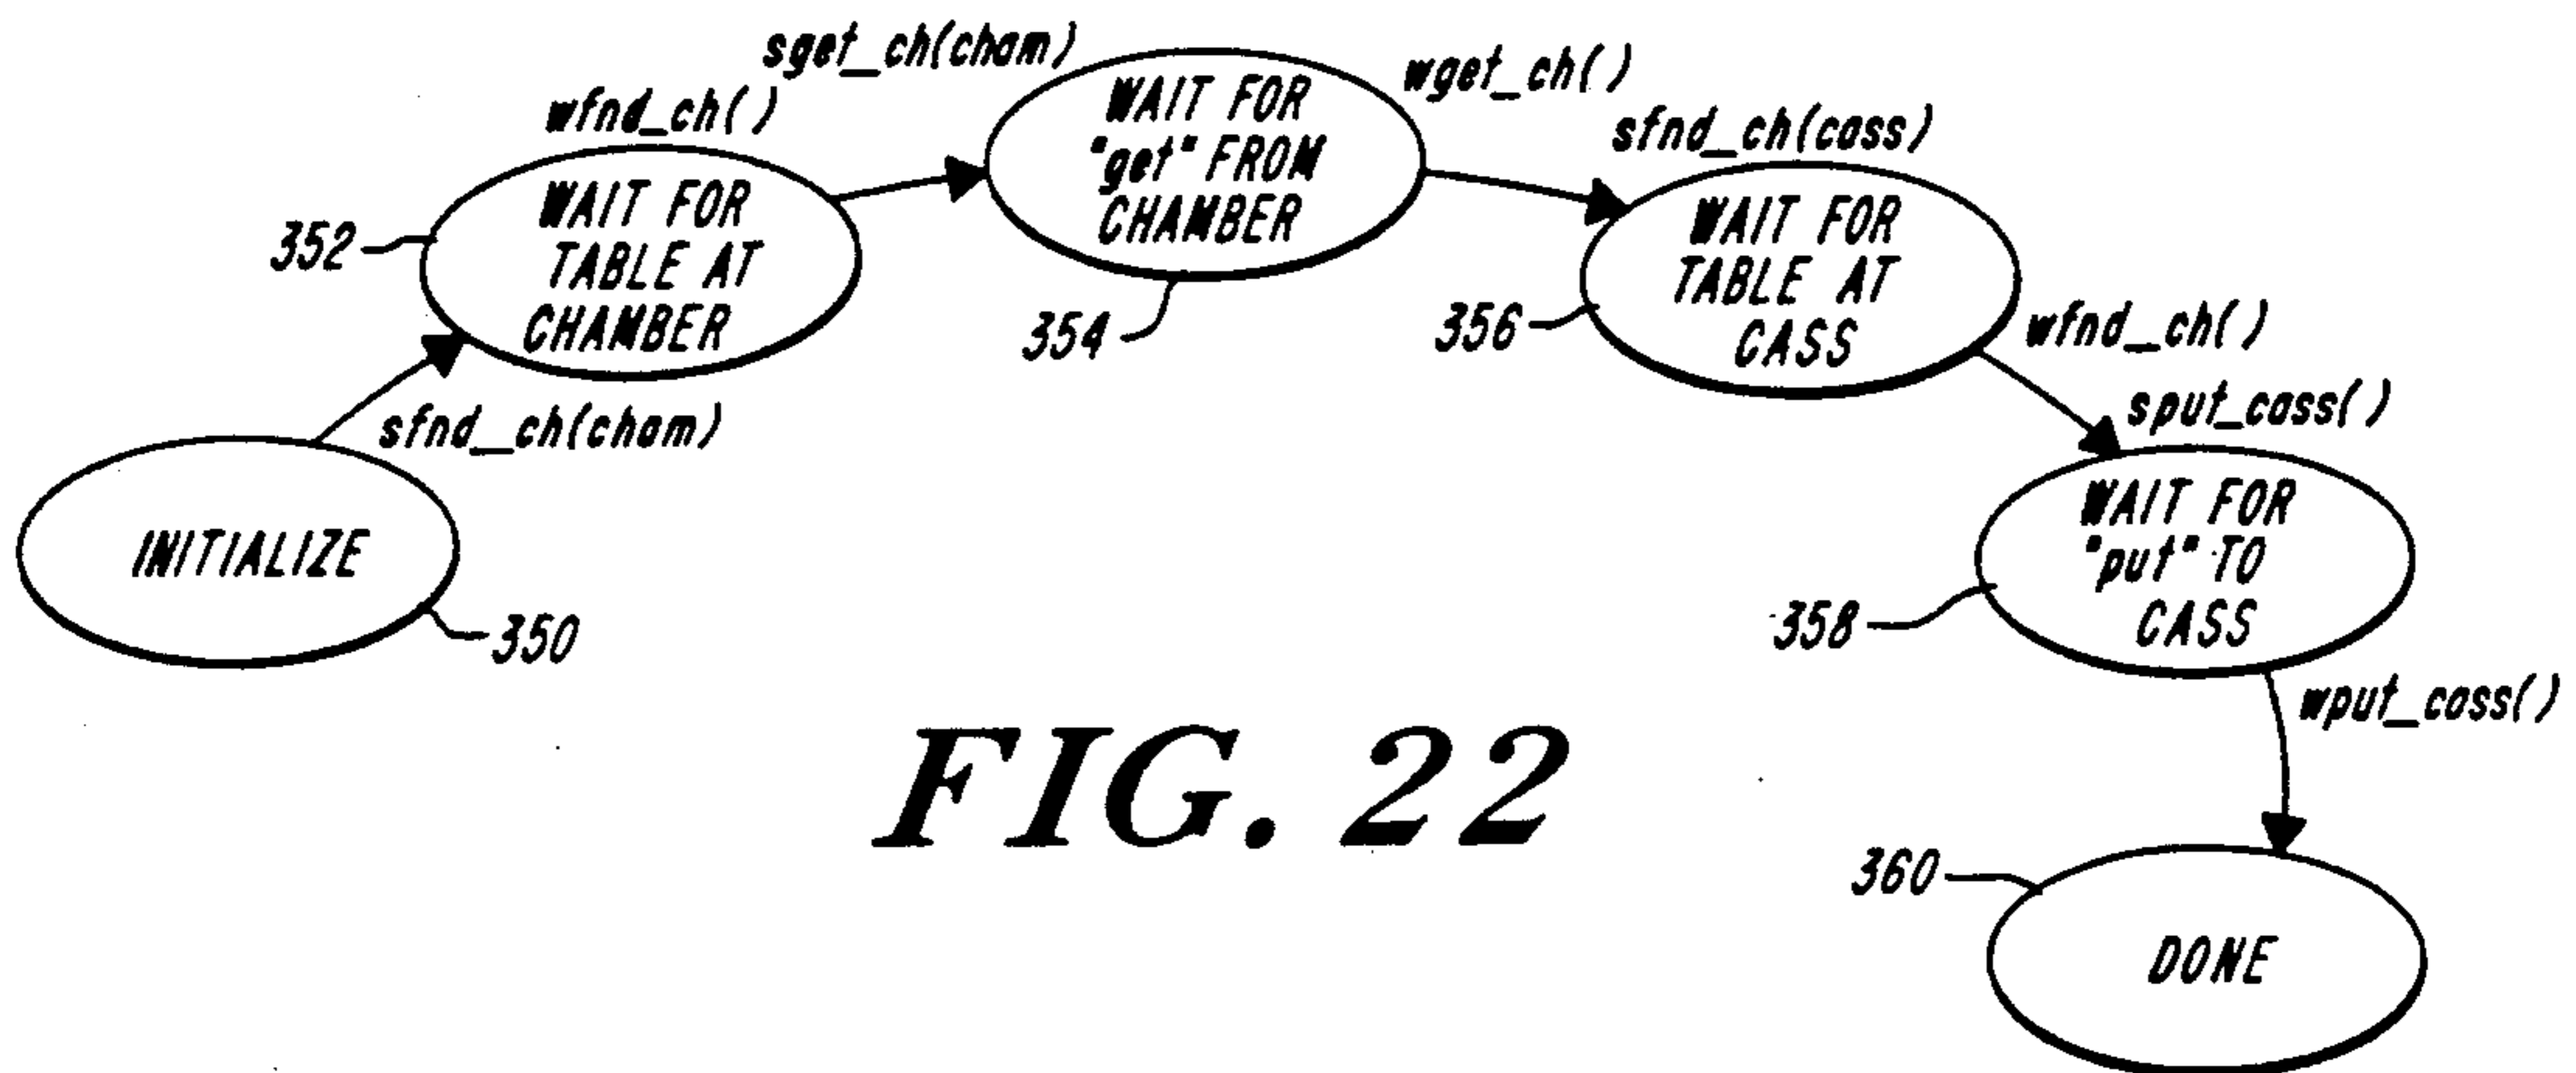 sget_ch(cham)
wfnd_ch()
WAIT FOR
"get" FROM
CHAMBER
wget_ch()
sfnd_ch(cass)
352
WAIT FOR
TABLE AT
CHAMBER
354
356
WAIT FOR
TABLE AT
CASS
wfnd_ch()
sput_cass()
sfnd_ch(cham)
INITIALIZE
350
358
WAIT FOR
"put" TO
CASS
wput_cass()
FIG. 22
360
DONE